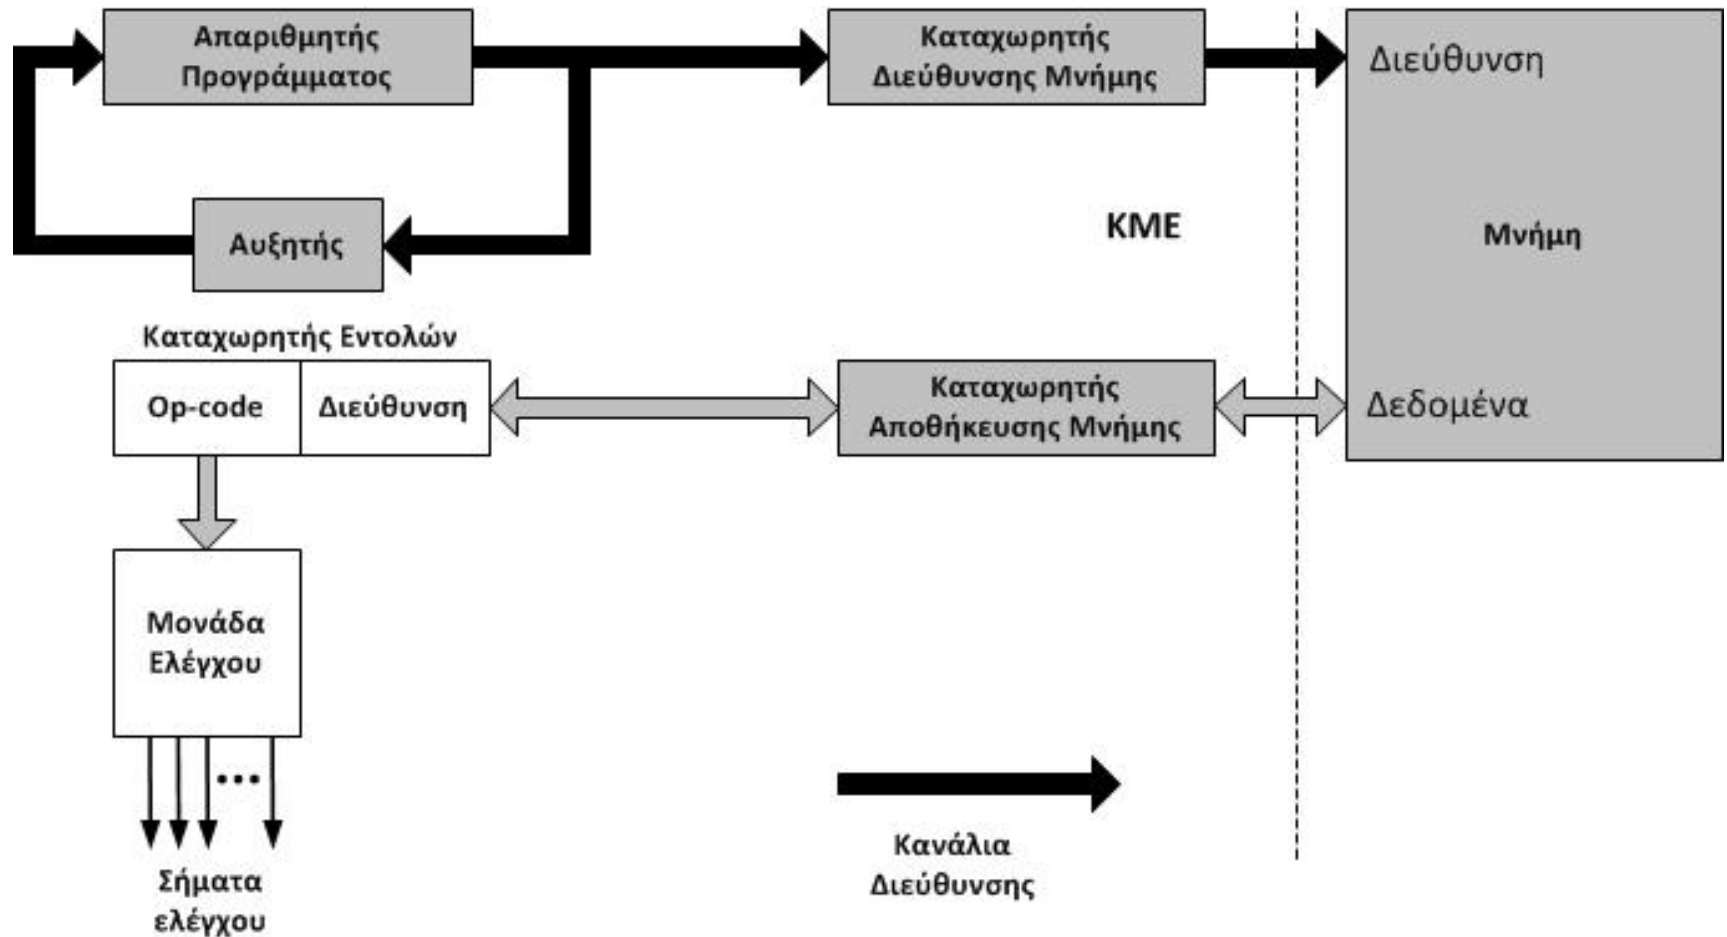 Απαριθμητής
Προγράμματος
Καταχωρητής
Διεύθυνσης Μνήμης
Διεύθυνση
Αυξητής
ΚΜΕ
Μνήμη
Καταχωρητής Εντολών
Op-code
Διεύθυνση
Καταχωρητής
Αποθήκευσης Μνήμης
Δεδομένα
Μονάδα
Ελέγχου
...
Σήματα
ελέγχου
Κανάλια
Διεύθυνσης